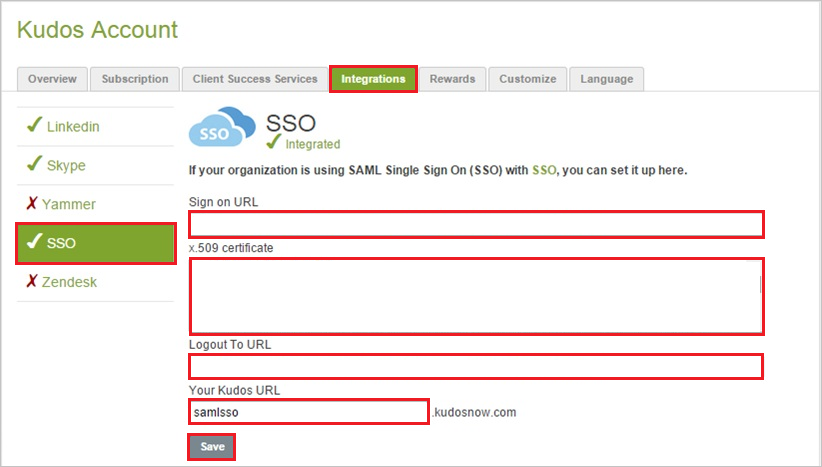 Kudos Account
Overview
Subscription
Client Success Services
Integrations
Rewards
Customize
Language
Linkedin
Skype
Yammer
SSO
Zendesk
SSO
SSO
Integrated
If your organization is using SAML Single Sign On (SSO) with SSO, you can set it up here.
Sign on URL
x.509 certificate
Logout To URL
Your Kudos URL
samlsso .kudosnow.com
Save